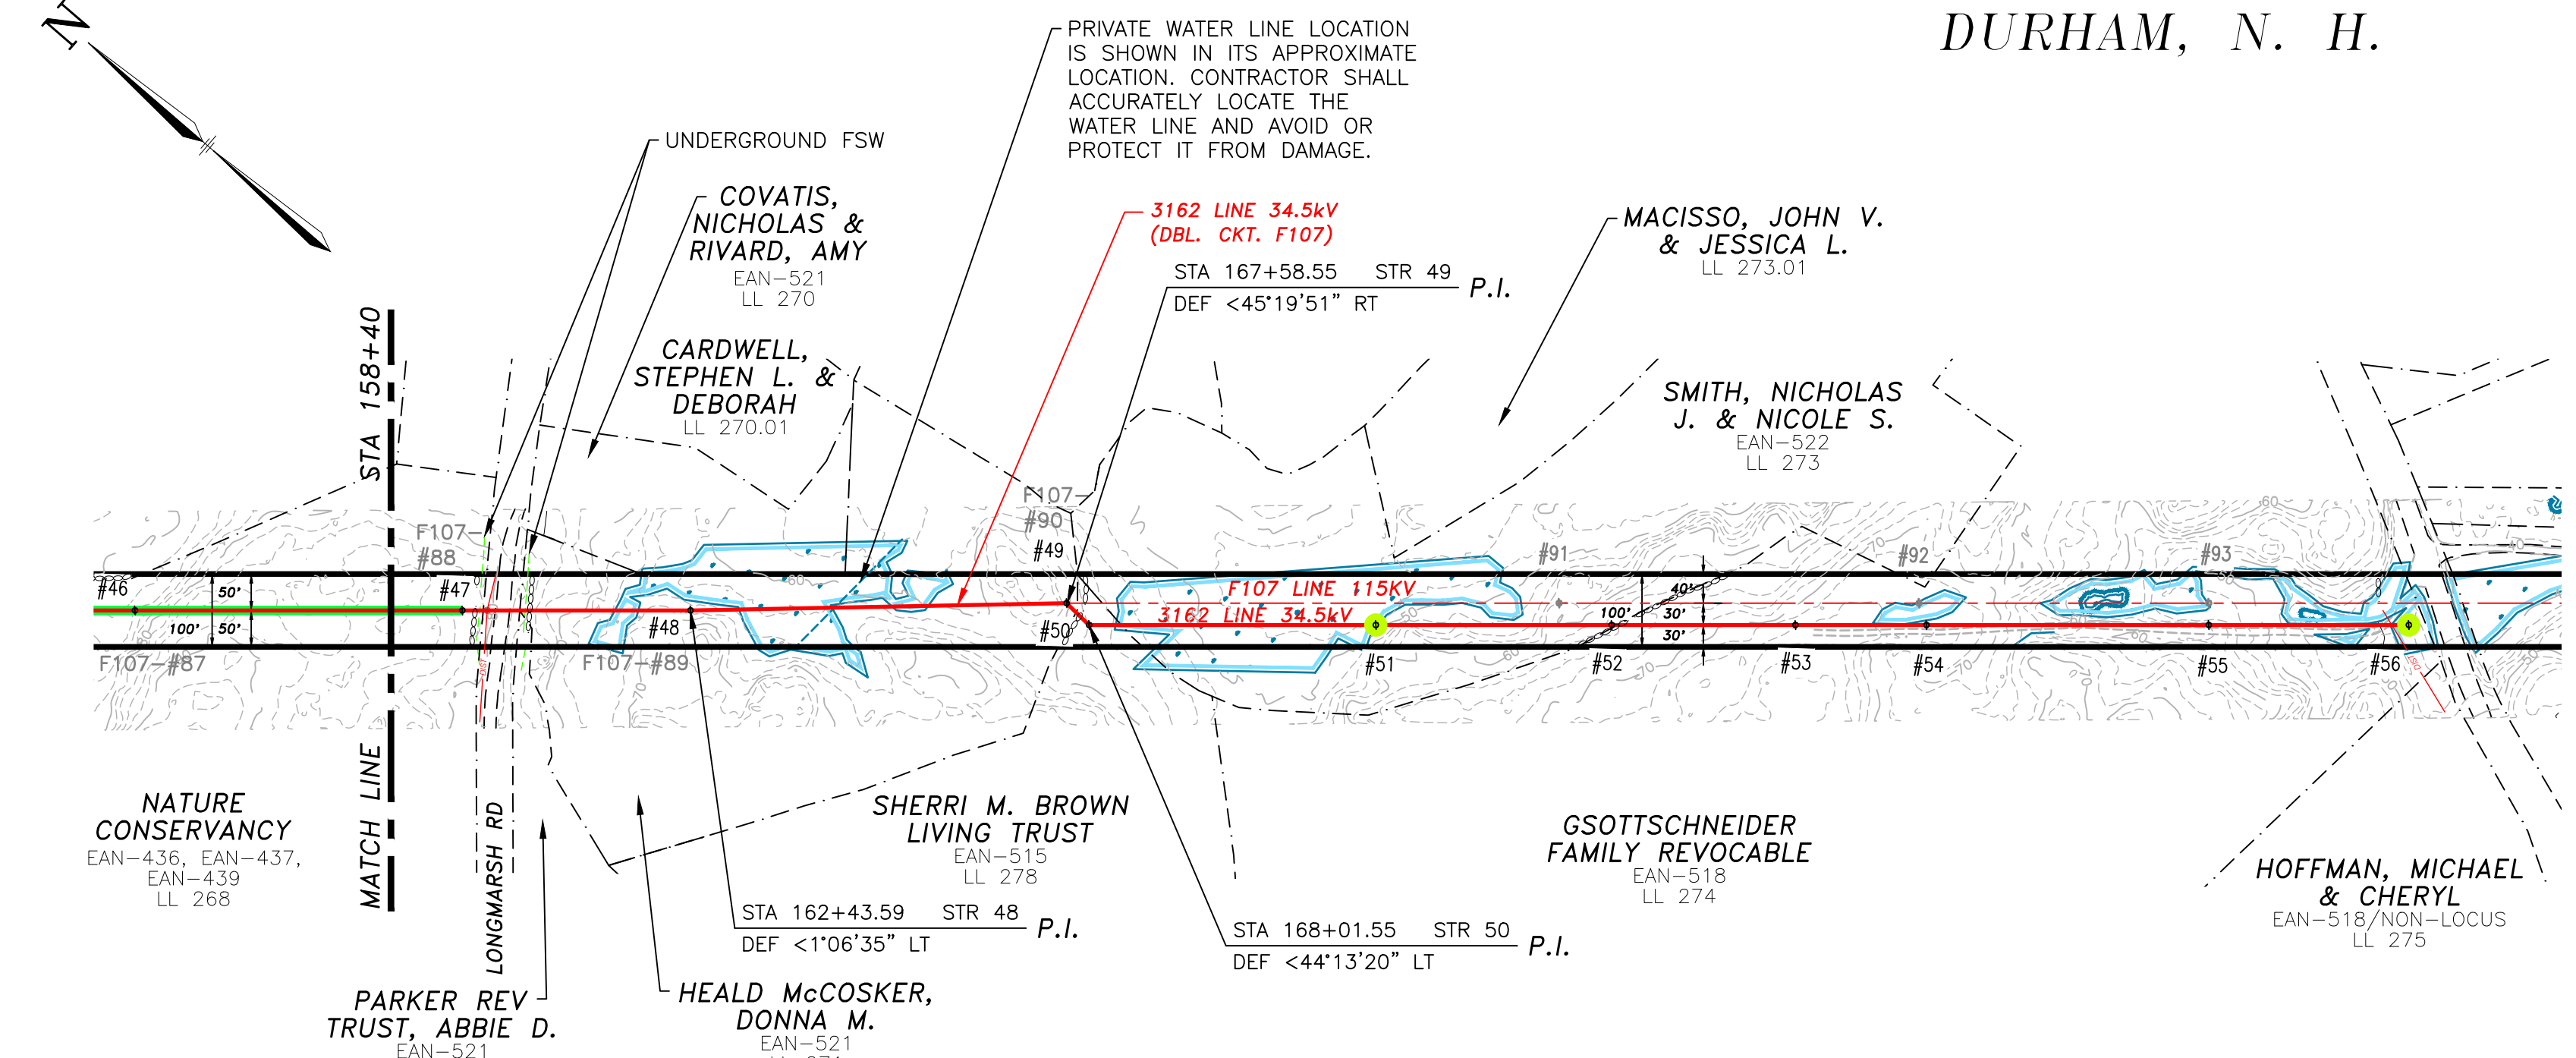 N
DURHAM, N. H.
PRIVATE WATER LINE LOCATION
IS SHOWN IN ITS APPROXIMATE
LOCATION. CONTRACTOR SHALL
ACCURATELY LOCATE THE
WATER LINE AND AVOID OR
PROTECT IT FROM DAMAGE.
UNDERGROUND FSW
COVATIS,
NICHOLAS &
RIVARD, AMY
EAN-521
LL 270
3162 LINE 34.5kV
(DBL. CKT. F107)
STA 167+58.55 STR 49
P.I.
DEF <45°19'51" RT
MACISSO, JOHN V.
& JESSICA L.
LL 273.01
STA 158+40
CARDWELL,
STEPHEN L. &
DEBORAH
LL 270.01
SMITH, NICHOLAS
J. & NICOLE S.
EAN-522
LL 273
F107-
#88
F107-
#90
#49
#91
#92
#93
#46
#47
50'
100'
50'
60
F107 LINE 115KV
3162 LINE 34.5kV
40'
100'
30'
30'
60
40
#48
#50
#51
#52
#53
#54
#55
#56
F107-#87
F107-#89
70
50
60
70
MATCH LINE
LONGMARSH RD
NATURE
CONSERVANCY
EAN-436, EAN-437,
EAN-439
LL 268
SHERRI M. BROWN
LIVING TRUST
EAN-515
LL 278
GSOTTSCHNEIDER
FAMILY REVOCABLE
EAN-518
LL 274
HOFFMAN, MICHAEL
& CHERYL
EAN-518/NON-LOCUS
LL 275
STA 162+43.59 STR 48
P.I.
DEF <1°06'35" LT
STA 168+01.55 STR 50
P.I.
DEF <44°13'20" LT
PARKER REV
TRUST, ABBIE D.
EAN-521
HEALD McCOSKER,
DONNA M.
EAN-521